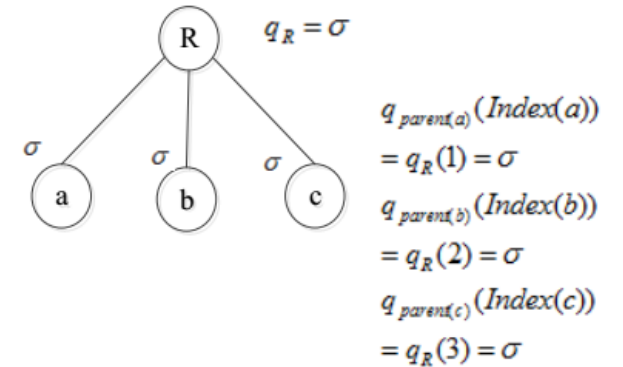 R
q_R = σ
σ
σ
σ
a
b
c
q_parent(a)(Index(a))
= q_R(1) = σ
q_parent(b)(Index(b))
= q_R(2) = σ
q_parent(c)(Index(c))
= q_R(3) = σ